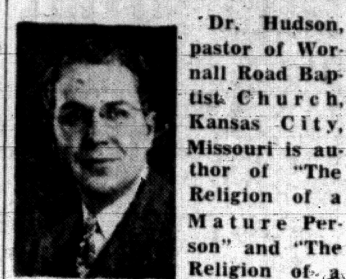 Dr. Hudson,
pastor of Wor-
nall Road Bap-
tist Church,
Kansas City,
Missouri is au-
thor of "The
Religion of a
Mature Per-
son" and "The
Religion of a